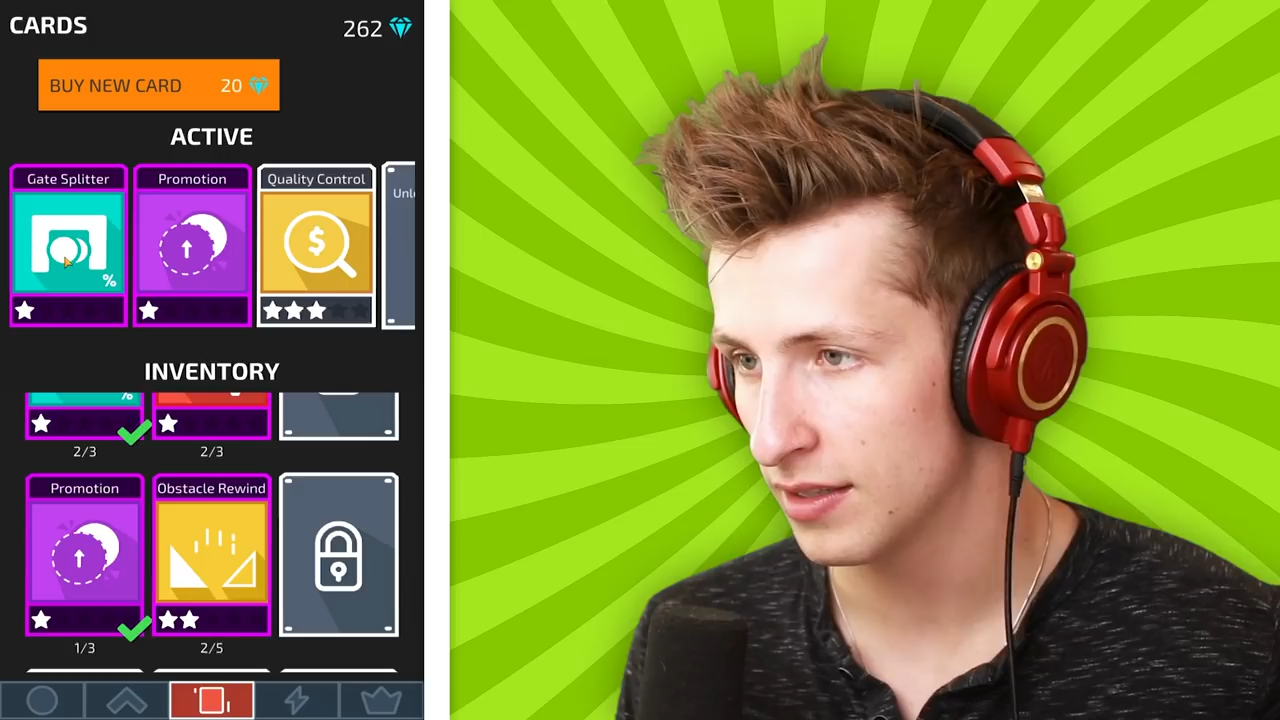 CARDS
262
BUY NEW CARD 20
ACTIVE
Gate Splitter
Promotion
Quality Control
%
$
INVENTORY
%
2/3
2/3
Promotion
Obstacle Rewind
1/3
2/5